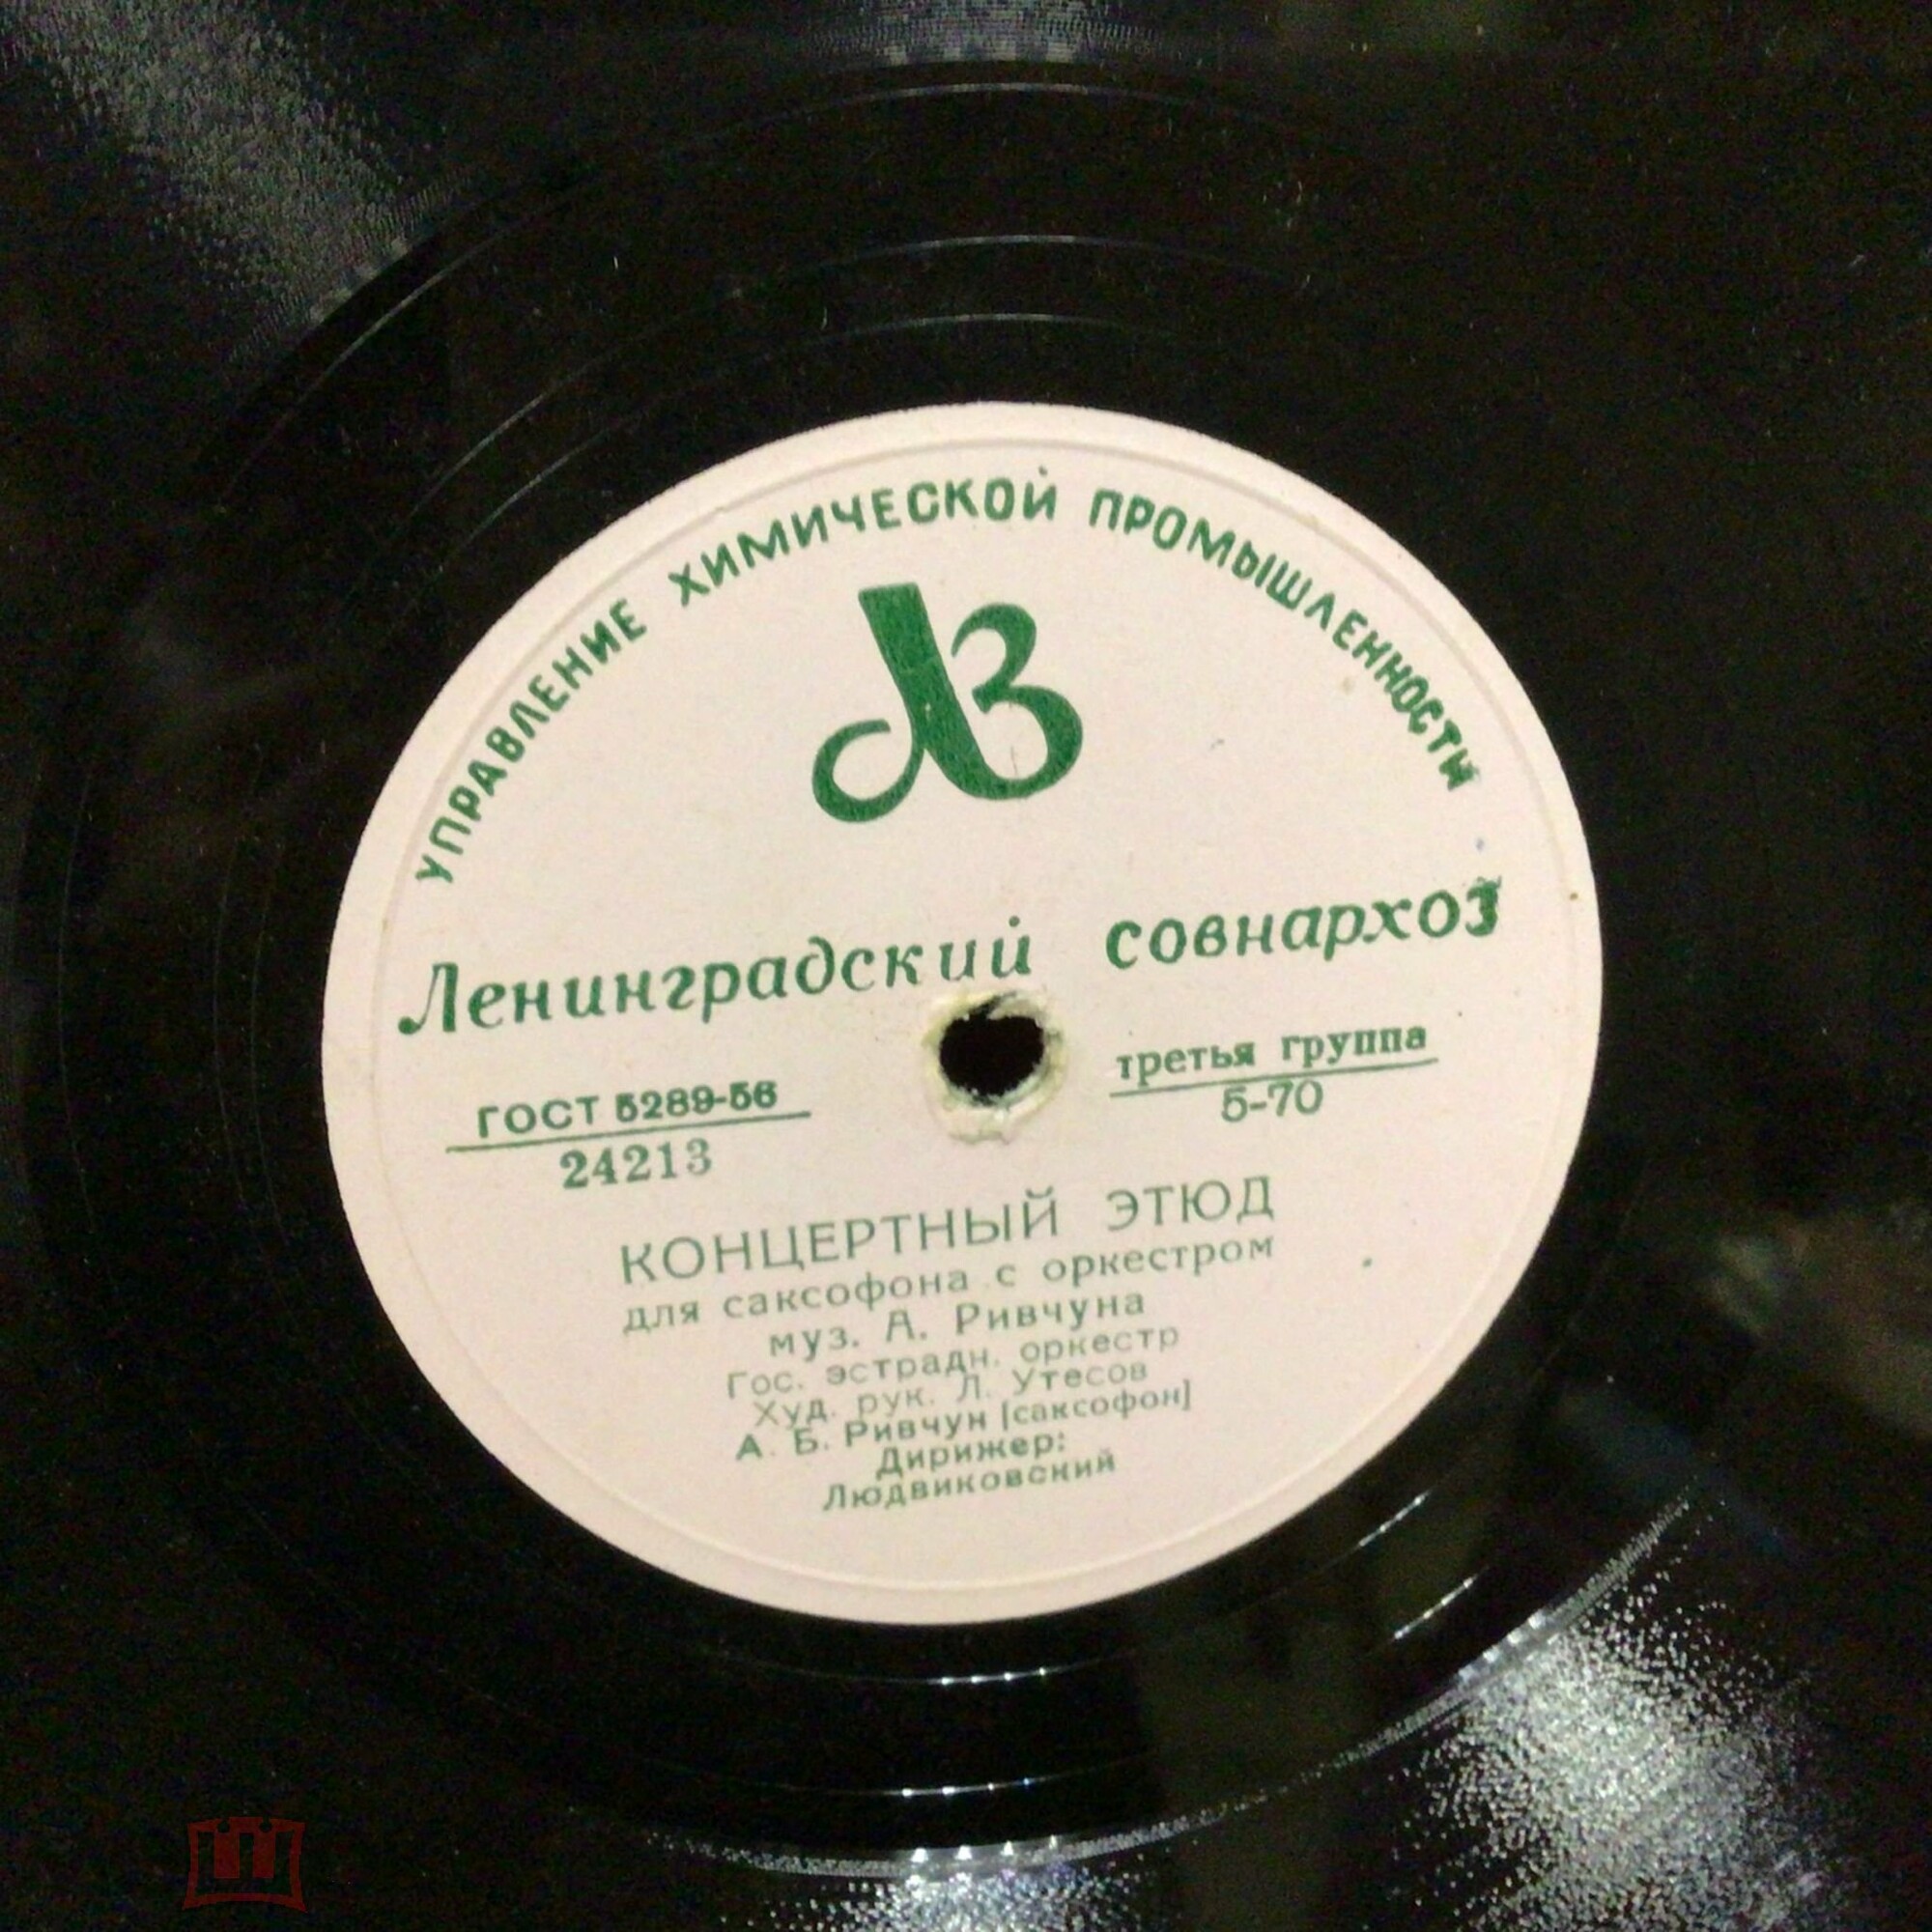 УПРАВЛЕНИЕ ХИМИЧЕСКОЙ ПРОМЫШЛЕННОСТИ
ЛЗ
Ленинградский совнархоз
ГОСТ 5289-56
24213
третья группа
5-70
КОНЦЕРТНЫЙ ЭТЮД
для саксофона с оркестром
муз. А. Ривчуна
Гос. эстрадн. оркестр
Худ. рук. Л. Утесов
А. Б. Ривчун [саксофон]
Дирижер:
Людвиковский